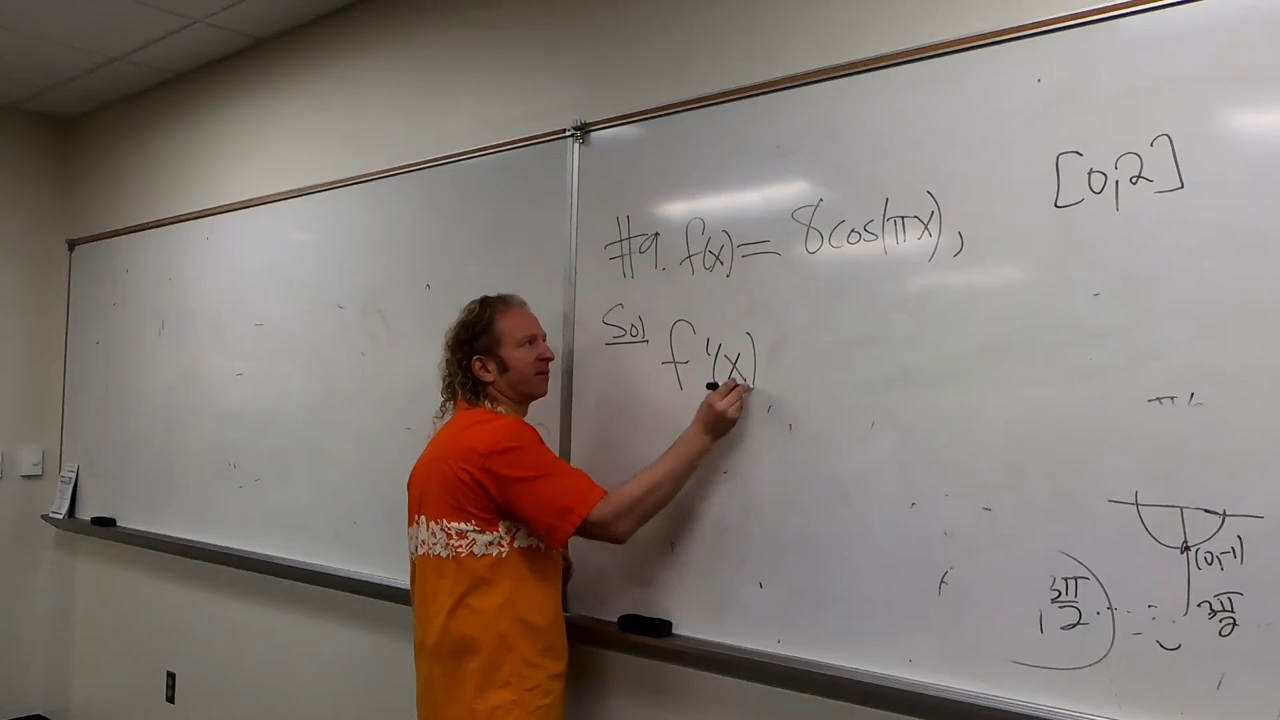 #9. f(x) = 8cos(πx), [0,2]
Sol f'(x)
(0,-1)
3π/2
3π/2